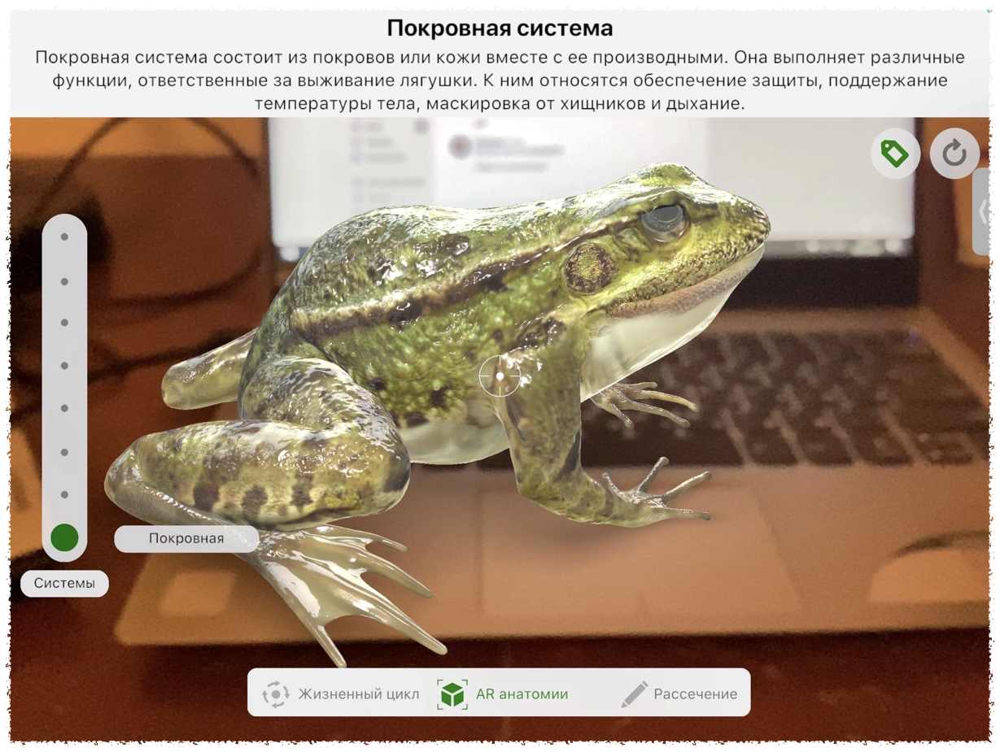 Покровная система
Покровная система состоит из покровов или кожи вместе с ее производными. Она выполняет различные
функции, ответственные за выживание лягушки. К ним относятся обеспечение защиты, поддержание
температуры тела, маскировка от хищников и дыхание.
Покровная
Системы
Жизненный цикл
AR анатомии
Рассечение